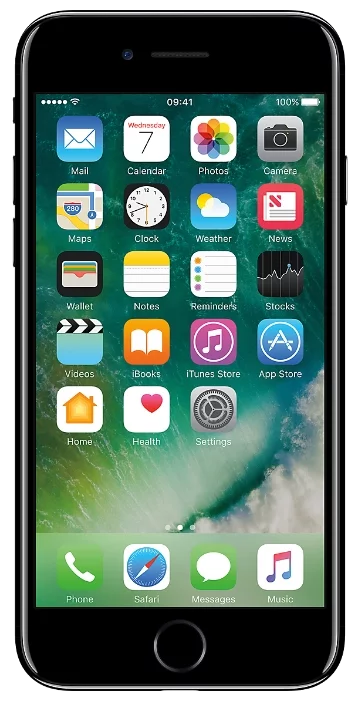 09:41 100%
Wednesday
7
Mail Calendar Photos Camera
280
Maps Clock Weather News
Wallet Notes Reminders Stocks
Videos iBooks iTunes Store App Store
Home Health Settings
Phone Safari Messages Music